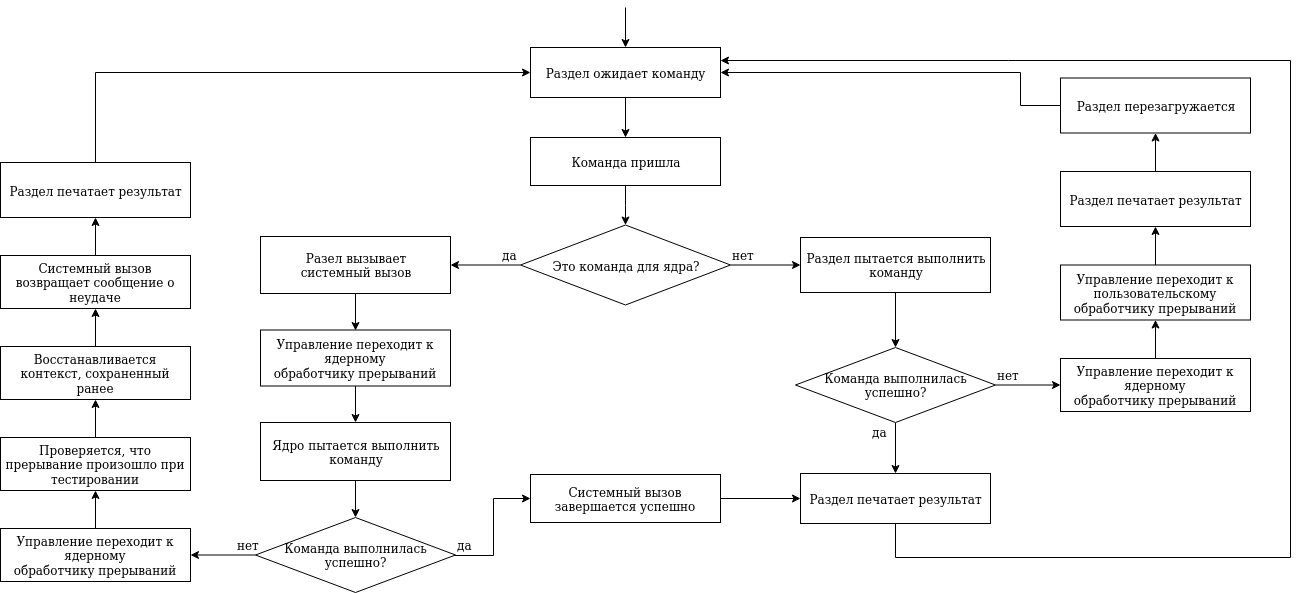 Раздел ожидает команду
Команда пришла
Это команда для ядра?
да
нет
Разел вызывает
системный вызов
Управление переходит к
ядерному
обработчику прерываний
Ядро пытается выполнить
команду
Команда выполнилась
успешно?
нет
да
Управление переходит к
ядерному
обработчику прерываний
Проверяется, что
прерывание произошло при
тестировании
Восстанавливается
контекст, сохраненный
ранее
Системный вызов
возвращает сообщение о
неудаче
Раздел печатает результат
Системный вызов
завершается успешно
Раздел пытается выполнить
команду
Команда выполнилась
успешно?
нет
да
Раздел печатает результат
Управление переходит к
ядерному
обработчику прерываний
Управление переходит к
пользовательскому
обработчику прерываний
Раздел печатает результат
Раздел перезагружается